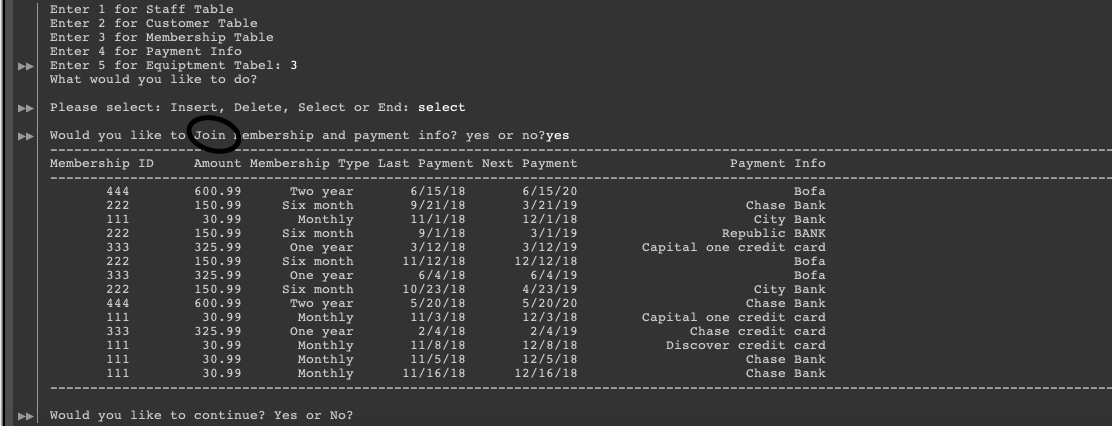 Enter 1 for Staff Table
Enter 2 for Customer Table
Enter 3 for Membership Table
Enter 4 for Payment Info
Enter 5 for Equiptment Tabel: 3
What would you like to do?
Please select: Insert, Delete, Select or End: select
Would you like to Join membership and payment info? yes or no?yes
Membership ID Amount Membership Type Last Payment Next Payment Payment Info
444 600.99 Two year 6/15/18 6/15/20 Bofa
222 150.99 Six month 9/21/18 3/21/19 Chase Bank
111 30.99 Monthly 11/1/18 12/1/18 City Bank
222 150.99 Six month 9/1/18 3/1/19 Republic BANK
333 325.99 One year 3/12/18 3/12/19 Capital one credit card
222 150.99 Six month 11/12/18 12/12/18 Bofa
333 325.99 One year 6/4/18 6/4/19 Bofa
222 150.99 Six month 10/23/18 4/23/19 City Bank
444 600.99 Two year 5/20/18 5/20/20 Chase Bank
111 30.99 Monthly 11/3/18 12/3/18 Capital one credit card
333 325.99 One year 2/4/18 2/4/19 Chase credit card
111 30.99 Monthly 11/8/18 12/8/18 Discover credit card
111 30.99 Monthly 11/5/18 12/5/18 Chase Bank
111 30.99 Monthly 11/16/18 12/16/18 Chase Bank
Would you like to continue? Yes or No?